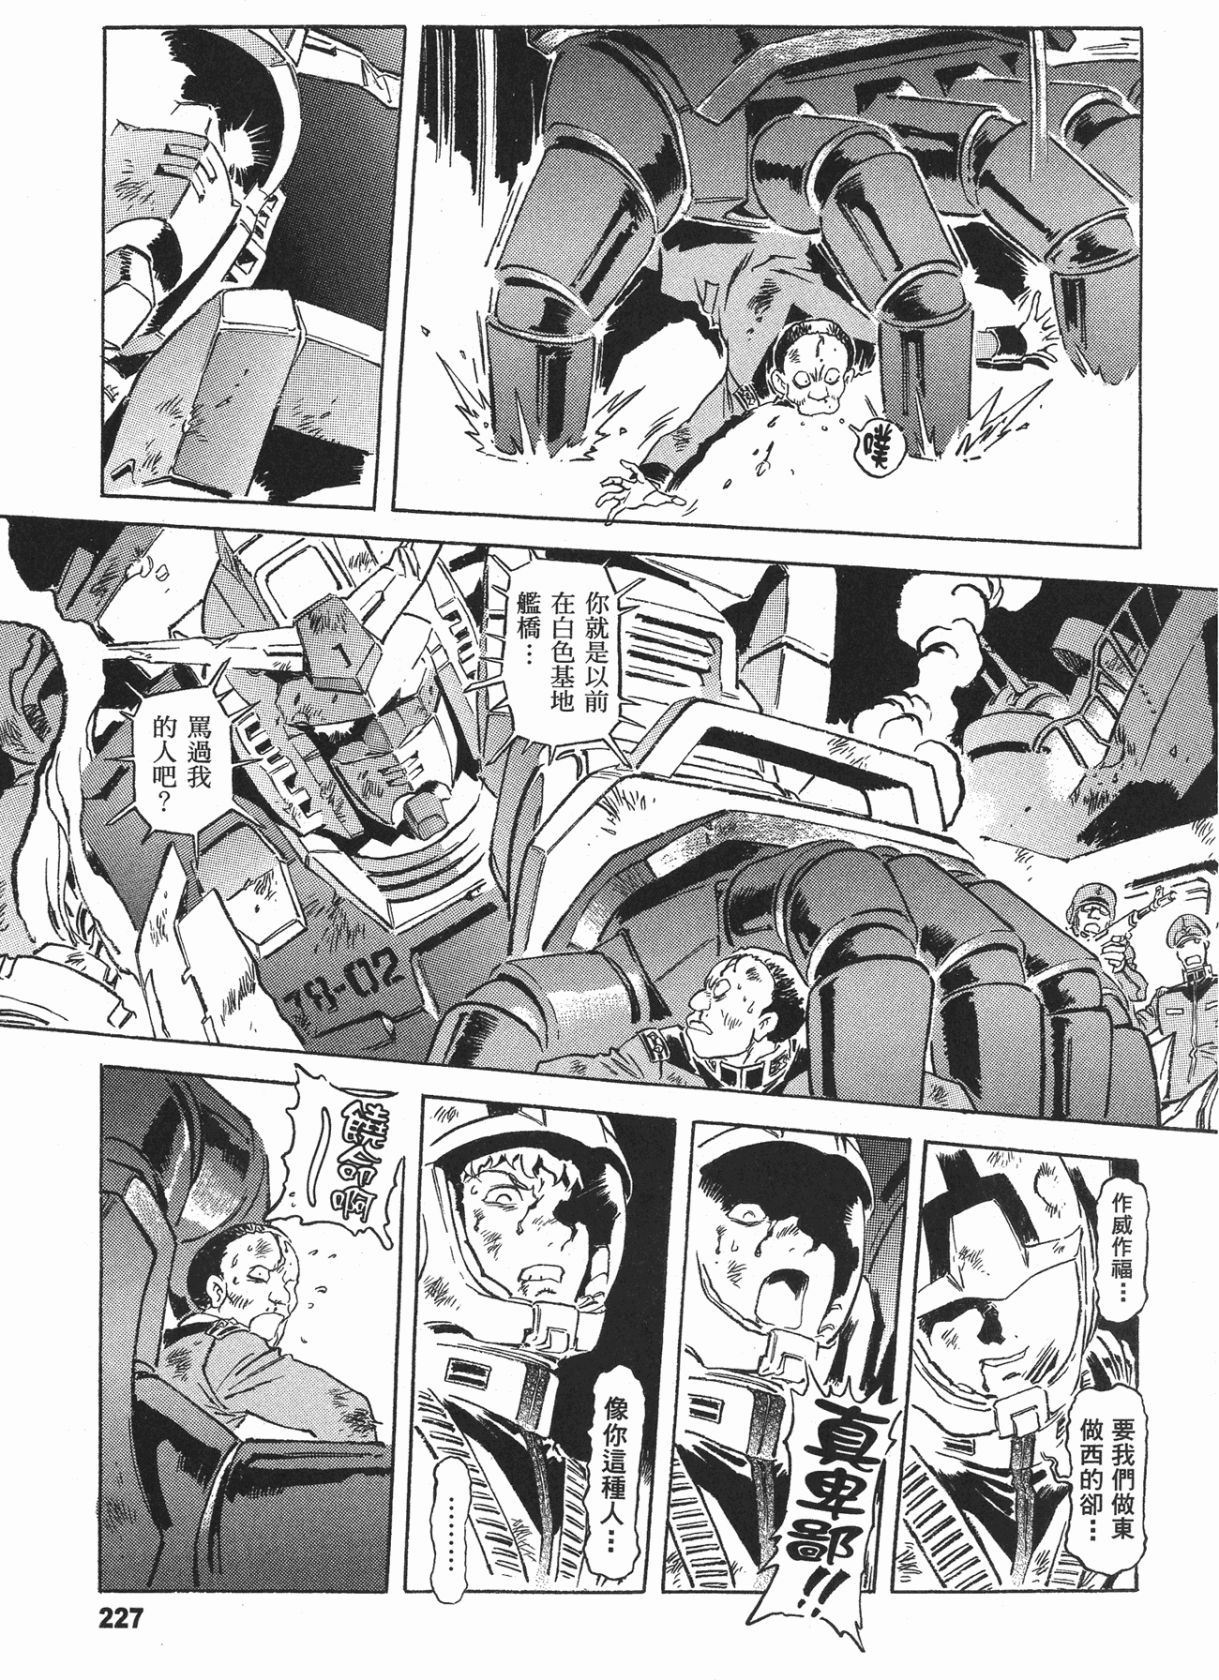 噗
你就是以前
在白色基地
艦橋…
罵過我
的人吧？
1
78-02
作威作福…
要我們做東
做西的卻…
真卑鄙!!
像你這種人…
………
饒命啊
227